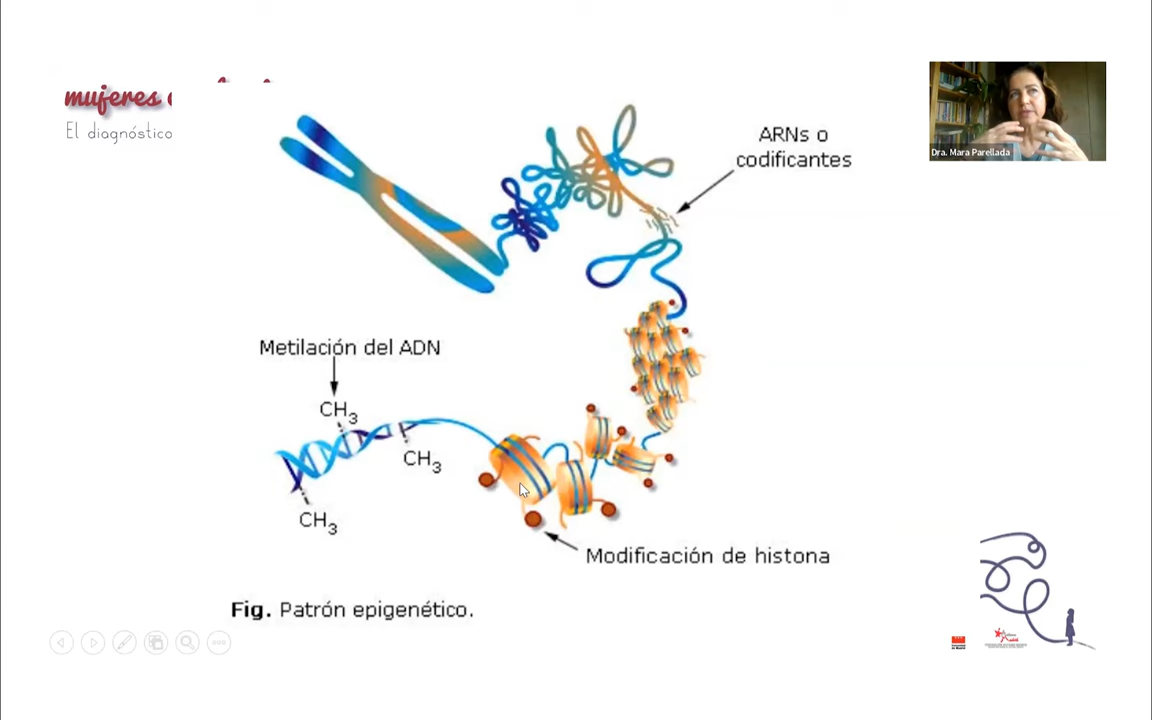 mujeres
El diagnóstico
Dra. Mara Parellada
ARNs o
codificantes
Metilación del ADN
CH3
CH3
CH3
Modificación de histona
Fig. Patrón epigenético.